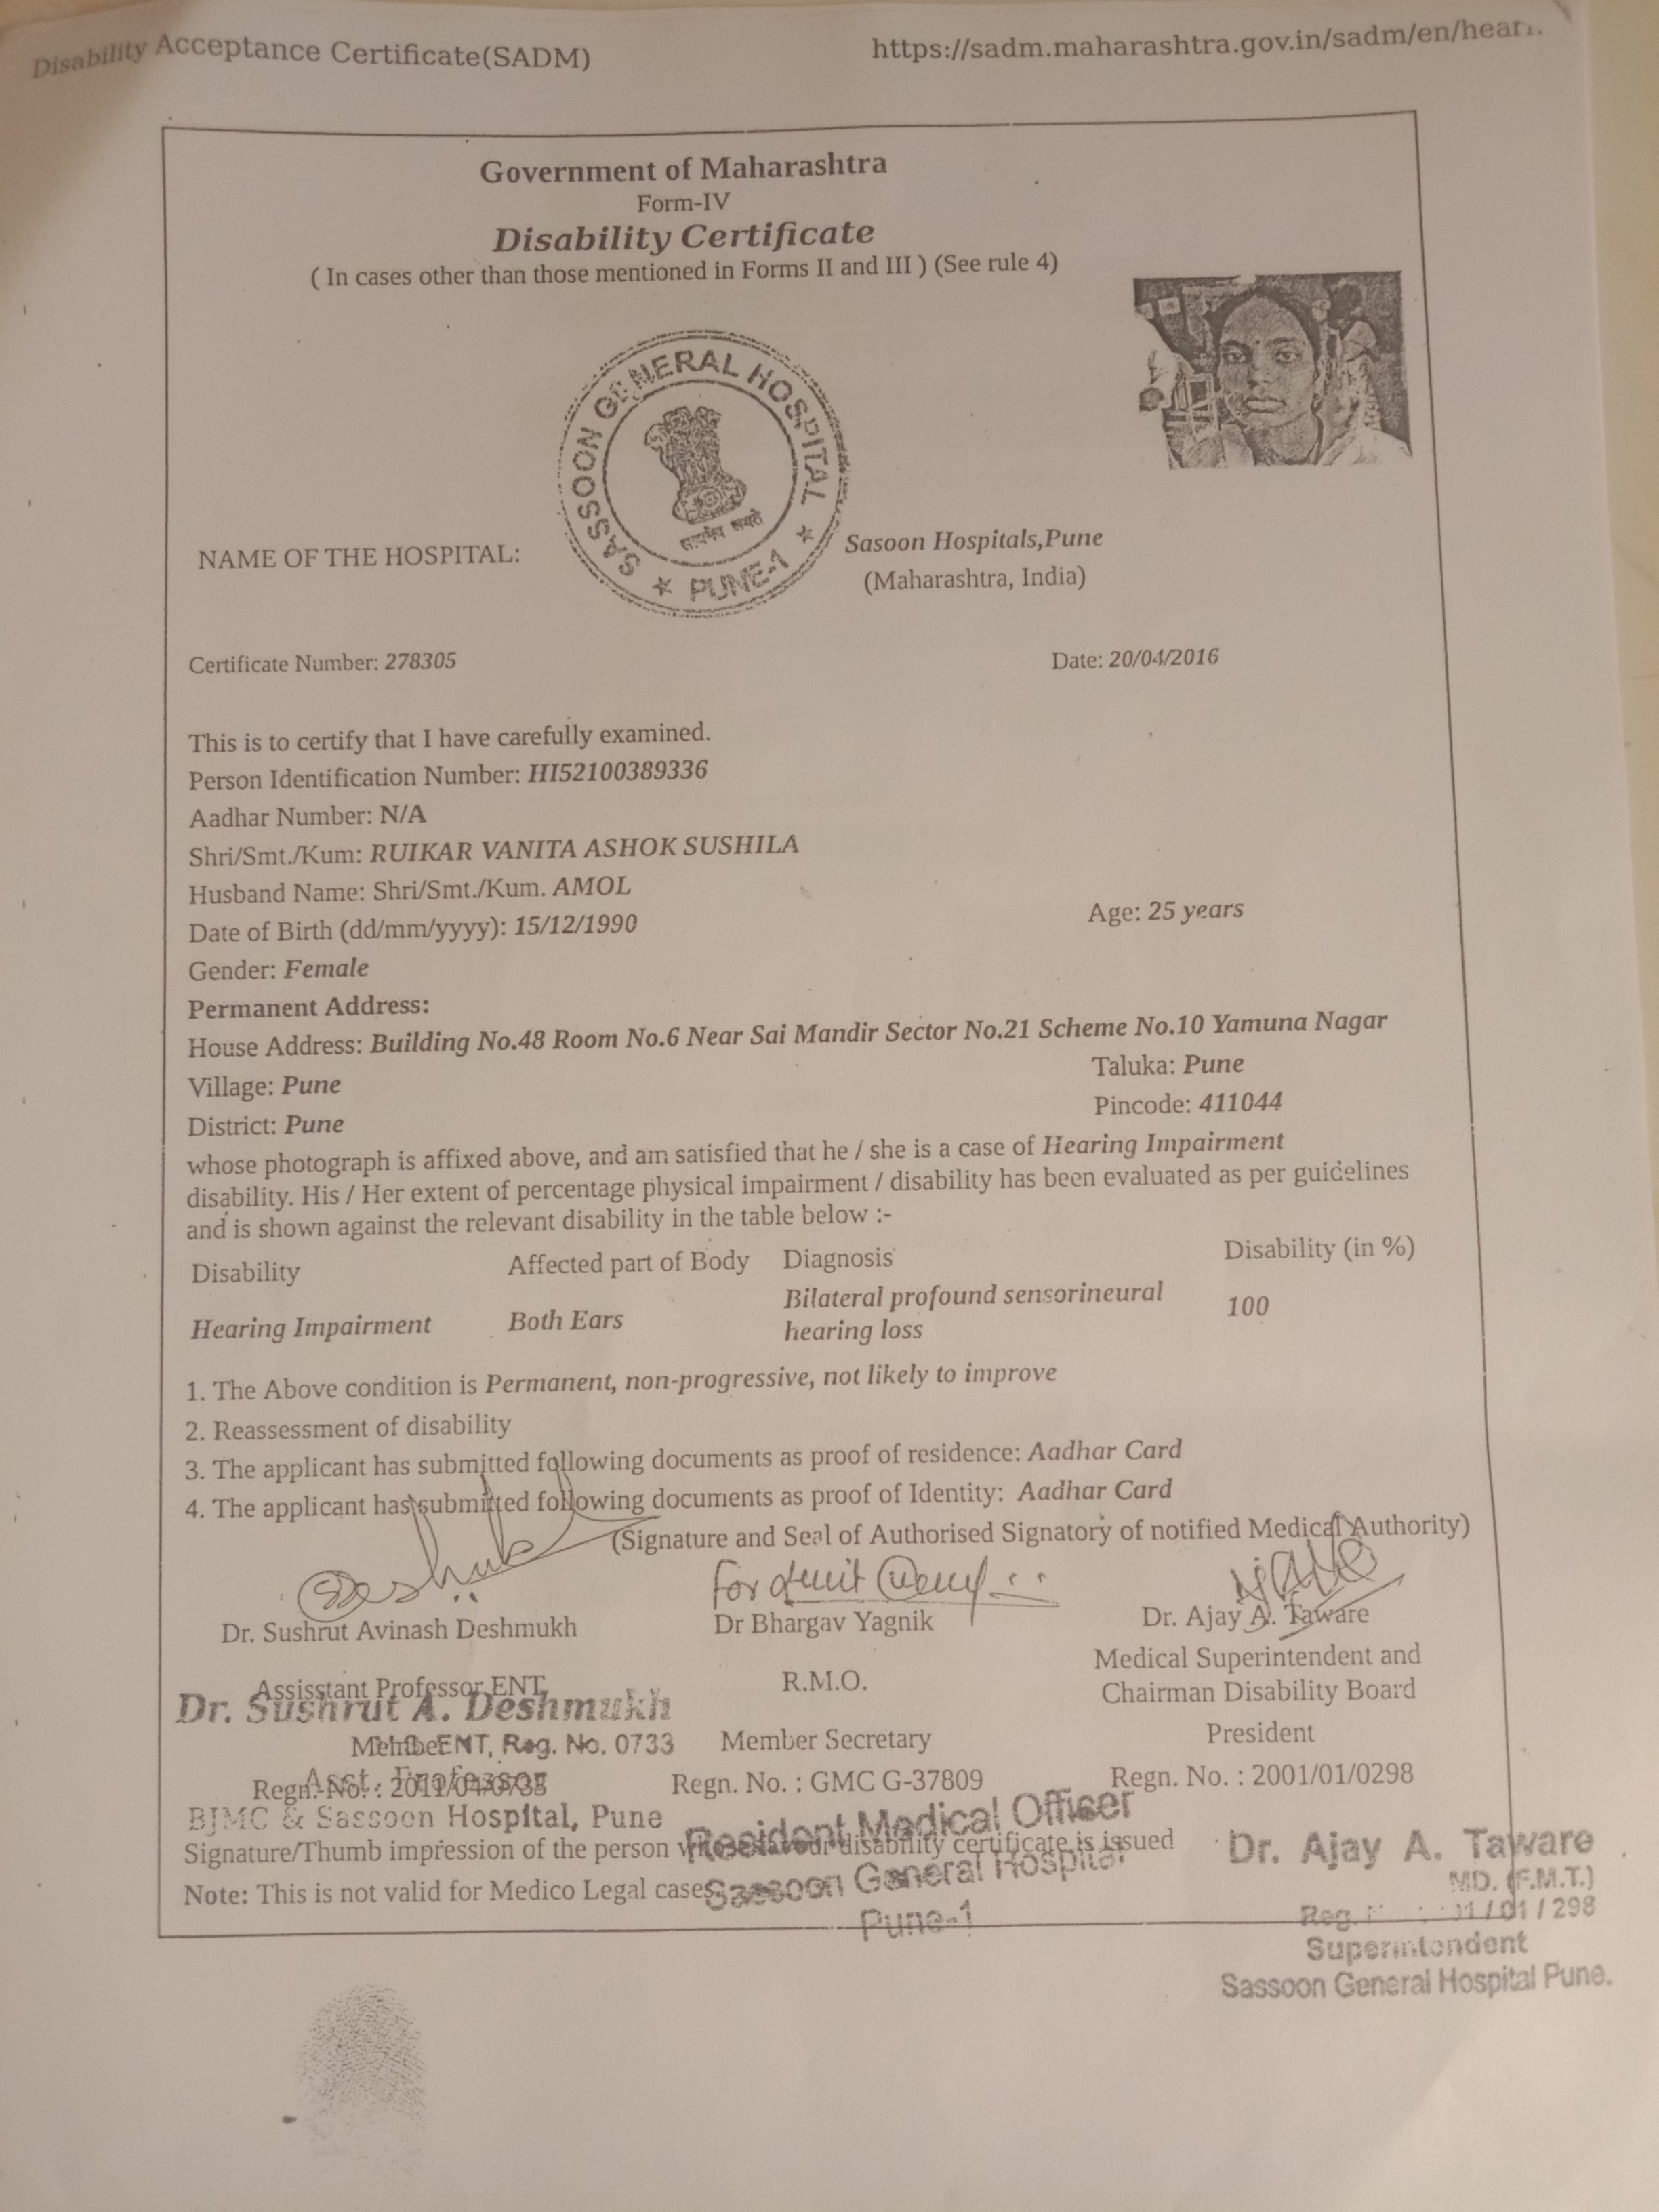 Disability Acceptance Certificate(SADM)
https://sadm.maharashtra.gov.in/sadm/en/hear
Government of Maharashtra
Form-IV
Disability Certificate
( In cases other than those mentioned in Forms II and III ) (See rule 4)
SASSOON GENERAL HOSPITAL
सत्यमेव जयते
★ PUNE-1 ★
NAME OF THE HOSPITAL:
Sasoon Hospitals,Pune
(Maharashtra, India)
Certificate Number: 278305
Date: 20/04/2016
This is to certify that I have carefully examined.
Person Identification Number: HI52100389336
Aadhar Number: N/A
Shri/Smt./Kum: RUIKAR VANITA ASHOK SUSHILA
Husband Name: Shri/Smt./Kum. AMOL
Date of Birth (dd/mm/yyyy): 15/12/1990
Age: 25 years
Gender: Female
Permanent Address:
House Address: Building No.48 Room No.6 Near Sai Mandir Sector No.21 Scheme No.10 Yamuna Nagar
Village: Pune
Taluka: Pune
District: Pune
Pincode: 411044
whose photograph is affixed above, and am satisfied that he / she is a case of Hearing Impairment
disability. His / Her extent of percentage physical impairment / disability has been evaluated as per guidelines
and is shown against the relevant disability in the table below :-
Disability Affected part of Body Diagnosis Disability (in %)
Hearing Impairment Both Ears Bilateral profound sensorineural 100
hearing loss
1. The Above condition is Permanent, non-progressive, not likely to improve
2. Reassessment of disability
3. The applicant has submitted following documents as proof of residence: Aadhar Card
4. The applicant has submitted following documents as proof of Identity: Aadhar Card
(Signature and Seal of Authorised Signatory of notified Medical Authority)
For
Dr. Sushrut Avinash Deshmukh
Dr Bhargav Yagnik
Dr. Ajay A. Taware
Assisstant Professor ENT,
R.M.O.
Medical Superintendent and
Chairman Disability Board
Dr. Sushrut A. Deshmukh
ENT, Reg. No. 0733
Member Secretary
President
Asst. Professor
Regn. No. :
Regn. No. : GMC G-37809
Regn. No. : 2001/01/0298
BJMC & Sassoon Hospital, Pune
Resident Medical Officer
Signature/Thumb impression of the person disability certificate is issued
Sassoon General Hospital
Note: This is not valid for Medico Legal cases
Pune-1
Dr. Ajay A. Taware
MD. (F.M.T.)
Reg. /01/298
Superintendent
Sassoon General Hospital Pune.